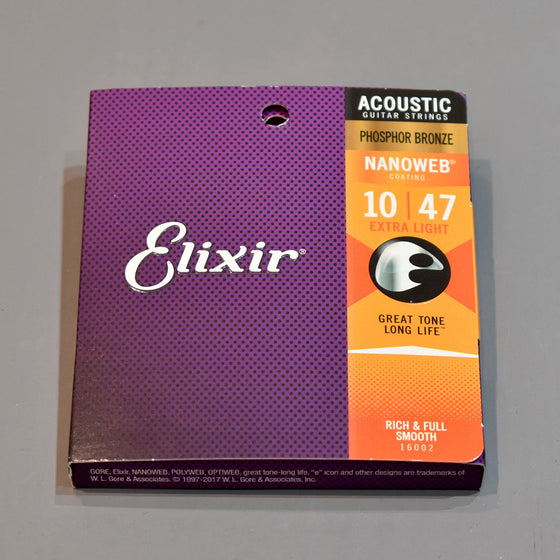 ACOUSTIC
GUITAR STRINGS
PHOSPHOR BRONZE
NANOWEB®
COATING
10 | 47
EXTRA LIGHT
Elixir®
e
GREAT TONE
LONG LIFE™
RICH & FULL
SMOOTH
16002
GORE, Elixir, NANOWEB, POLYWEB, OPTIWEB, great tone-long life, "e" icon and other designs are trademarks of
W. L. Gore & Associates. © 1997-2017 W. L. Gore & Associates, Inc.